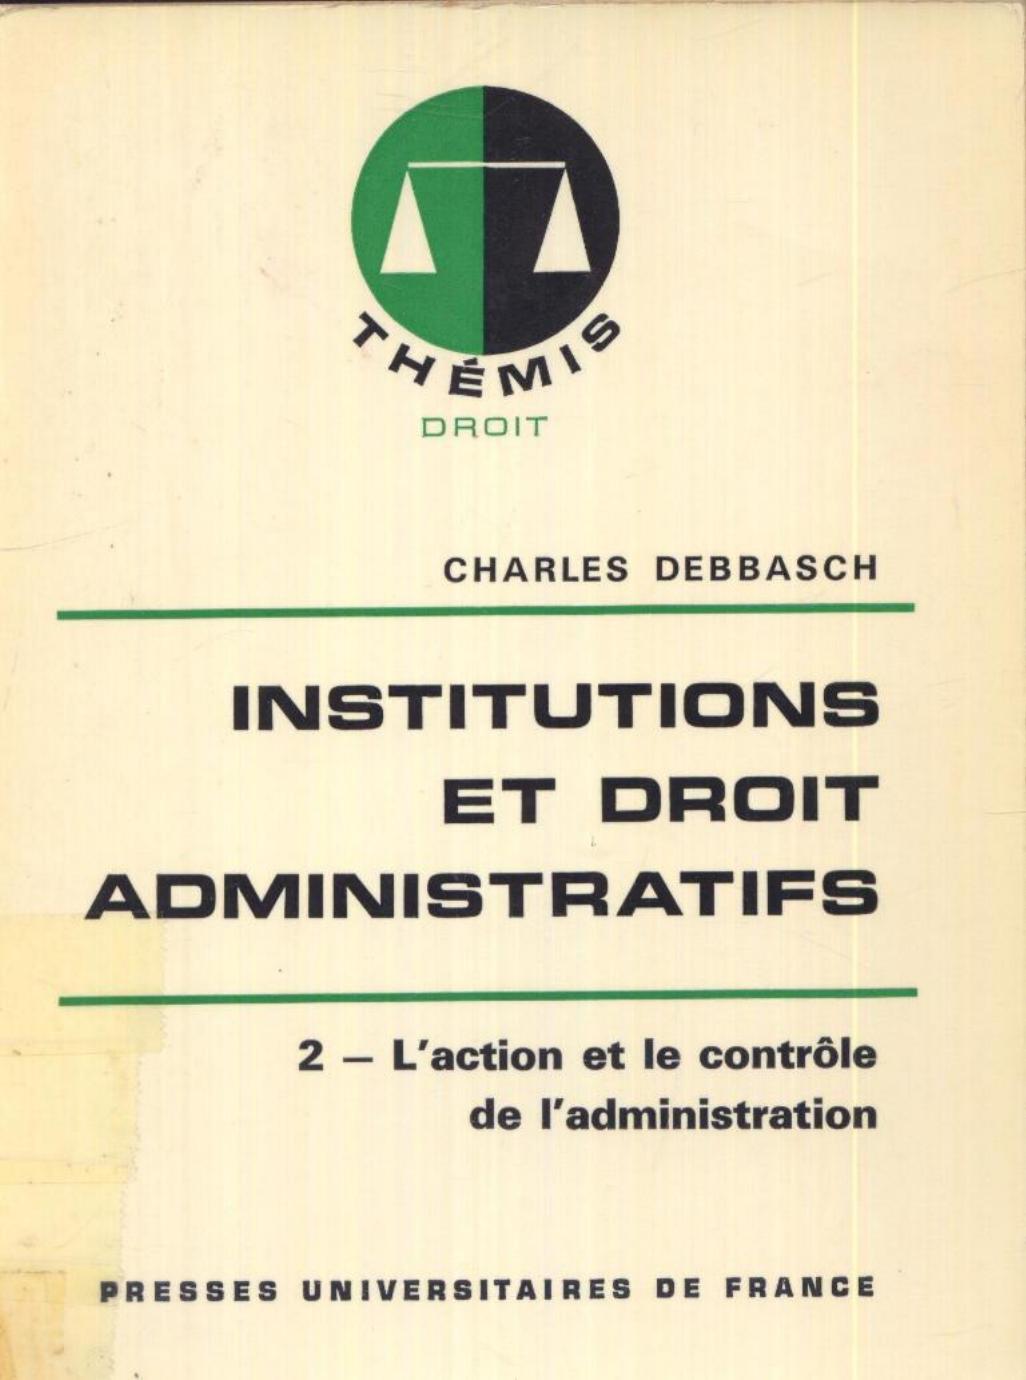 THÉMIS
DROIT
CHARLES DEBBASCH
INSTITUTIONS
ET DROIT
ADMINISTRATIFS
2 — L'action et le contrôle
de l'administration
PRESSES UNIVERSITAIRES DE FRANCE